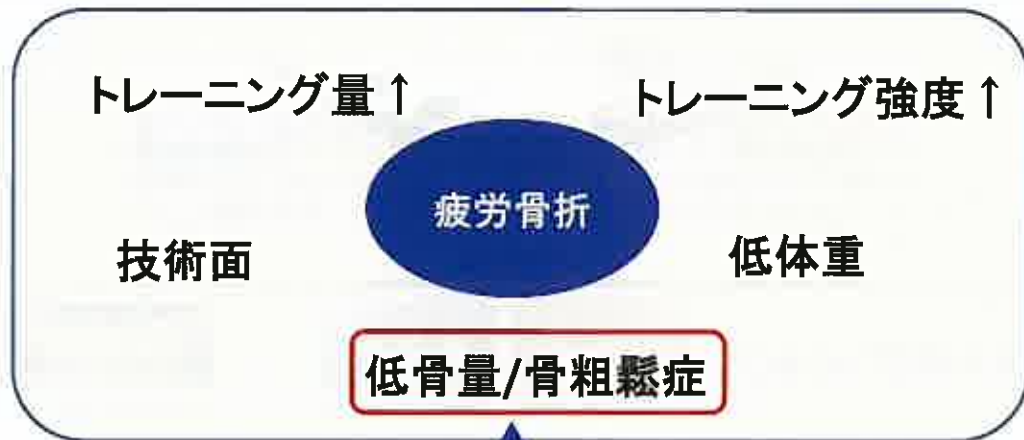 トレーニング量↑
トレーニング強度↑
疲労骨折
技術面
低体重
低骨量/骨粗鬆症